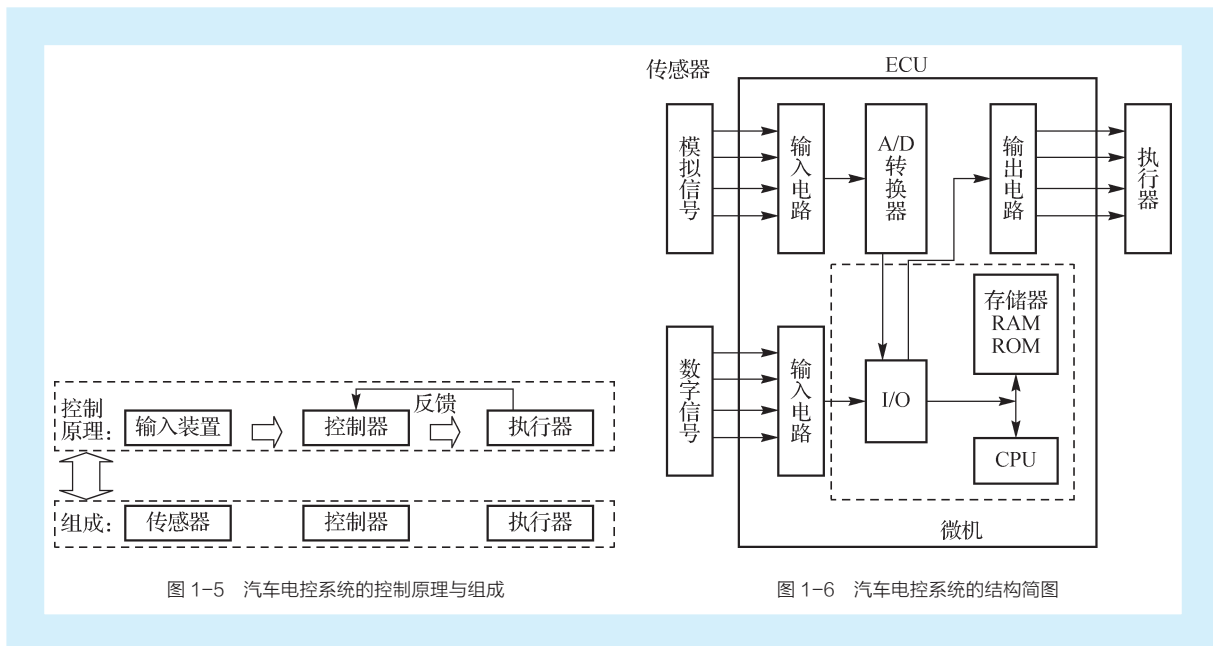 控制
原理：
输入装置
控制器
反馈
执行器
组成：
传感器
控制器
执行器
图 1-5 汽车电控系统的控制原理与组成
传感器
ECU
模拟信号
输入电路
A/D
转换器
输出电路
执行器
数字信号
输入电路
I/O
存储器
RAM
ROM
CPU
微机
图 1-6 汽车电控系统的结构简图